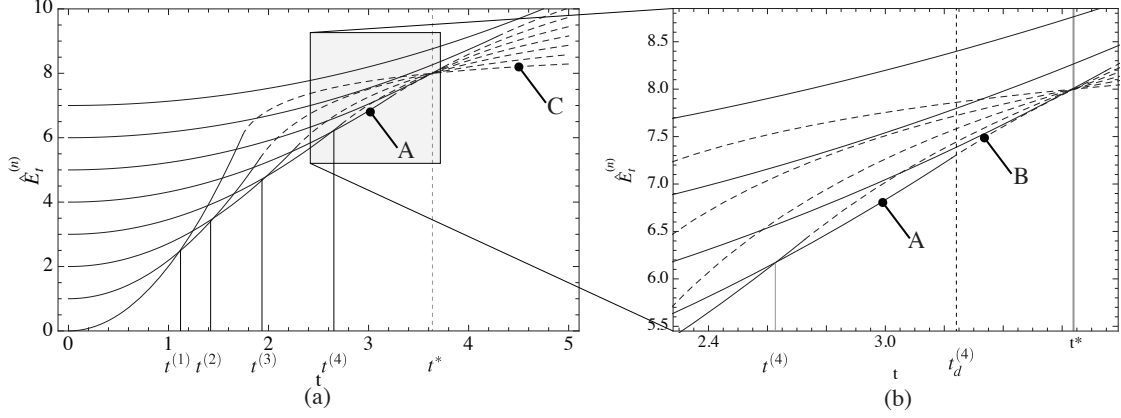 10
8
6
4
2
0
Ê_t^{(n)}
0
1
2
3
4
5
t^{(1)} t^{(2)} t^{(3)} t^{(4)} t^*
t
(a)
A
C
8.5
8.0
7.5
7.0
6.5
6.0
5.5
Ê_t^{(n)}
2.4
3.0
t*
t^{(4)} t t_d^{(4)}
(b)
A
B